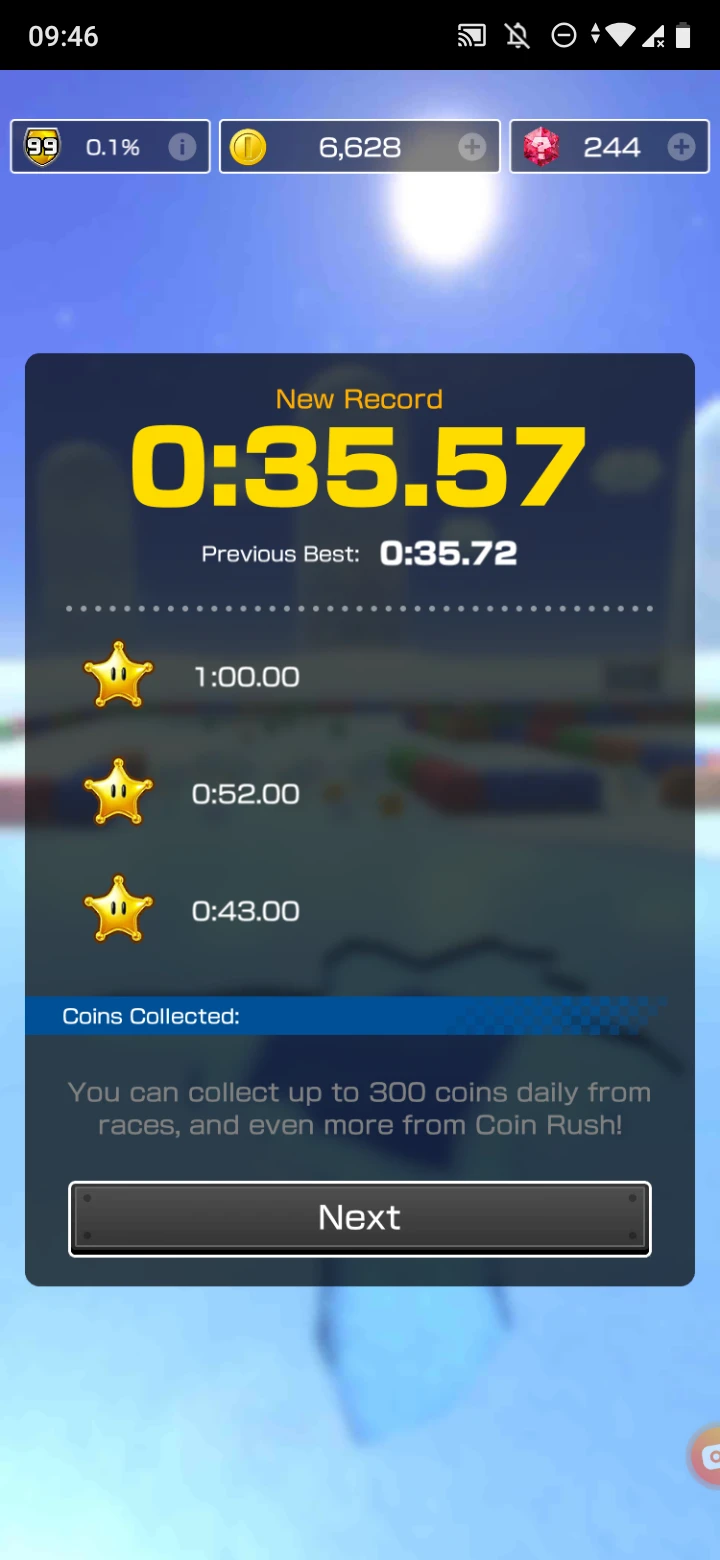 09:46
99 0.1% i 6,628 + ? 244 +
New Record
0:35.57
Previous Best: 0:35.72
1:00.00
0:52.00
0:43.00
Coins Collected:
You can collect up to 300 coins daily from
races, and even more from Coin Rush!
Next